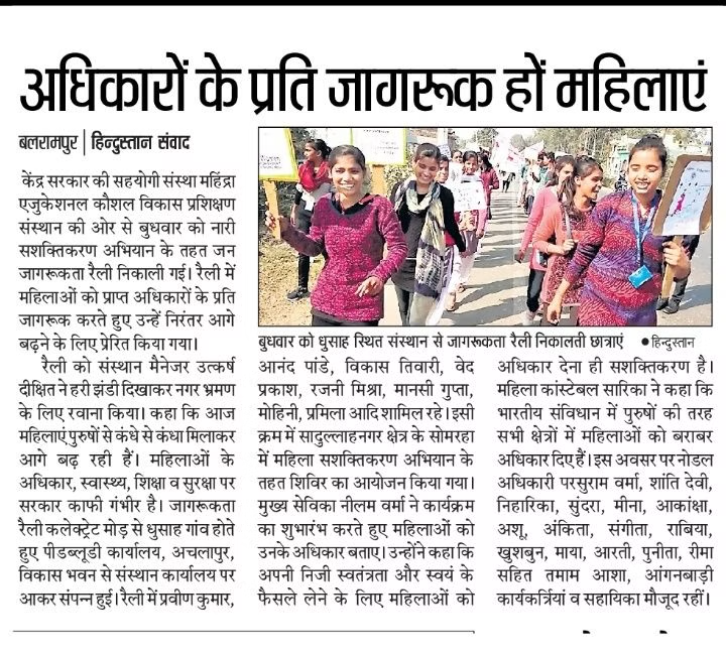 अधिकारों के प्रति जागरूक हों महिलाएं
बलरामपुर | हिन्दुस्तान संवाद
केंद्र सरकार की सहयोगी संस्था महिंद्रा
एजुकेशनल कौशल विकास प्रशिक्षण
संस्थान की ओर से बुधवार को नारी
सशक्तिकरण अभियान के तहत जन
जागरूकता रैली निकाली गई। रैली में
महिलाओं को प्राप्त अधिकारों के प्रति
जागरूक करते हुए उन्हें निरंतर आगे
बढ़ने के लिए प्रेरित किया गया।
रैली को संस्थान मैनेजर उत्कर्ष
दीक्षित ने हरी झंडी दिखाकर नगर भ्रमण
के लिए रवाना किया। कहा कि आज
महिलाएं पुरुषों से कंधे से कंधा मिलाकर
आगे बढ़ रही हैं। महिलाओं के
अधिकार, स्वास्थ्य, शिक्षा व सुरक्षा पर
सरकार काफी गंभीर है। जागरूकता
रैली कलेक्ट्रेट मोड़ से धुसाह गांव होते
हुए पीडब्लूडी कार्यालय, अचलापुर,
विकास भवन से संस्थान कार्यालय पर
आकर संपन्न हुई। रैली में प्रवीण कुमार,
बुधवार को धुसाह स्थित संस्थान से जागरूकता रैली निकालती छात्राएं • हिन्दुस्तान
आनंद पांडे, विकास तिवारी, वेद
प्रकाश, रजनी मिश्रा, मानसी गुप्ता,
मोहिनी, प्रमिला आदि शामिल रहे। इसी
क्रम में सादुल्लाहनगर क्षेत्र के सोमरहा
में महिला सशक्तिकरण अभियान के
तहत शिविर का आयोजन किया गया।
मुख्य सेविका नीलम वर्मा ने कार्यक्रम
का शुभारंभ करते हुए महिलाओं को
उनके अधिकार बताए। उन्होंने कहा कि
अपनी निजी स्वतंत्रता और स्वयं के
फैसले लेने के लिए महिलाओं को
अधिकार देना ही सशक्तिकरण है।
महिला कांस्टेबल सारिका ने कहा कि
भारतीय संविधान में पुरुषों की तरह
सभी क्षेत्रों में महिलाओं को बराबर
अधिकार दिए हैं। इस अवसर पर नोडल
अधिकारी परसुराम वर्मा, शांति देवी,
निहारिका, सुंदरा, मीना, आकांक्षा,
अशू, अंकिता, संगीता, राबिया,
खुशबुन, माया, आरती, पुनीता, रीमा
सहित तमाम आशा, आंगनबाड़ी
कार्यकर्त्रियां व सहायिका मौजूद रहीं।